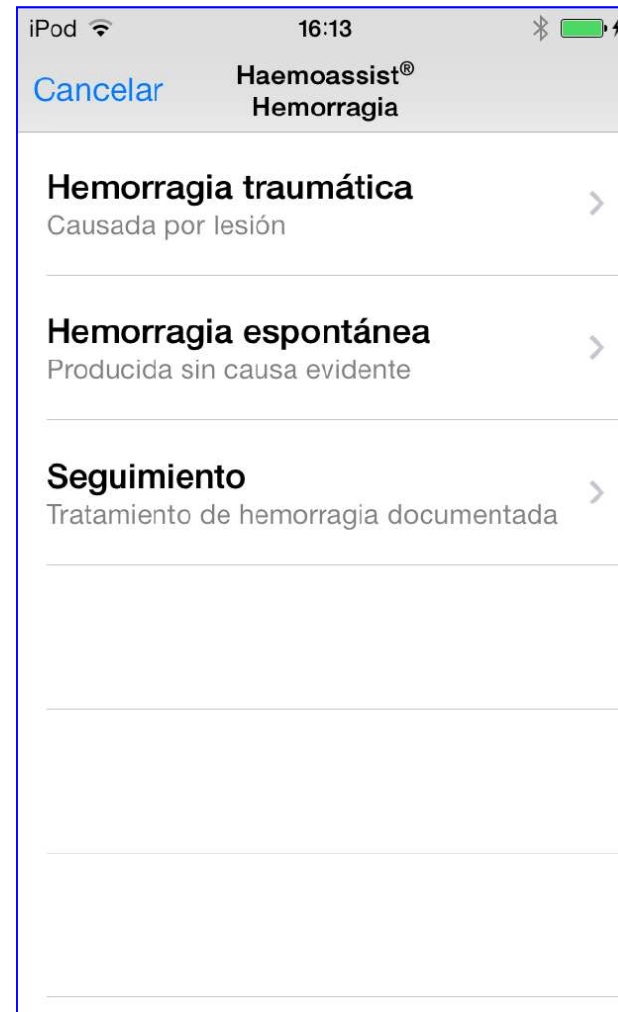 iPod 16:13
Cancelar
Haemoassist®
Hemorragia
Hemorragia traumática
Causada por lesión
Hemorragia espontánea
Producida sin causa evidente
Seguimiento
Tratamiento de hemorragia documentada